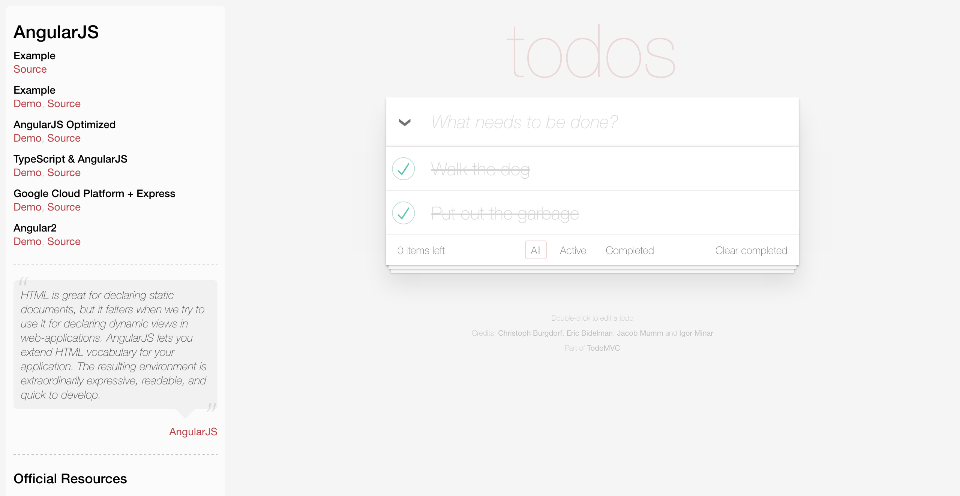 AngularJS
Example
Source
Example
Demo, Source
AngularJS Optimized
Demo, Source
TypeScript & AngularJS
Demo, Source
Google Cloud Platform + Express
Demo, Source
Angular2
Demo, Source
“
HTML is great for declaring static
documents, but it falters when we try to
use it for declaring dynamic views in
web-applications. AngularJS lets you
extend HTML vocabulary for your
application. The resulting environment is
extraordinarily expressive, readable, and
quick to develop.
”
AngularJS
Official Resources
todos
What needs to be done?
Walk the dog
Put out the garbage
0 items left
All
Active
Completed
Clear completed
Double-click to edit a todo
Credits: Christoph Burgdorf, Eric Bidelman, Jacob Mumm and Igor Minar
Part of TodoMVC